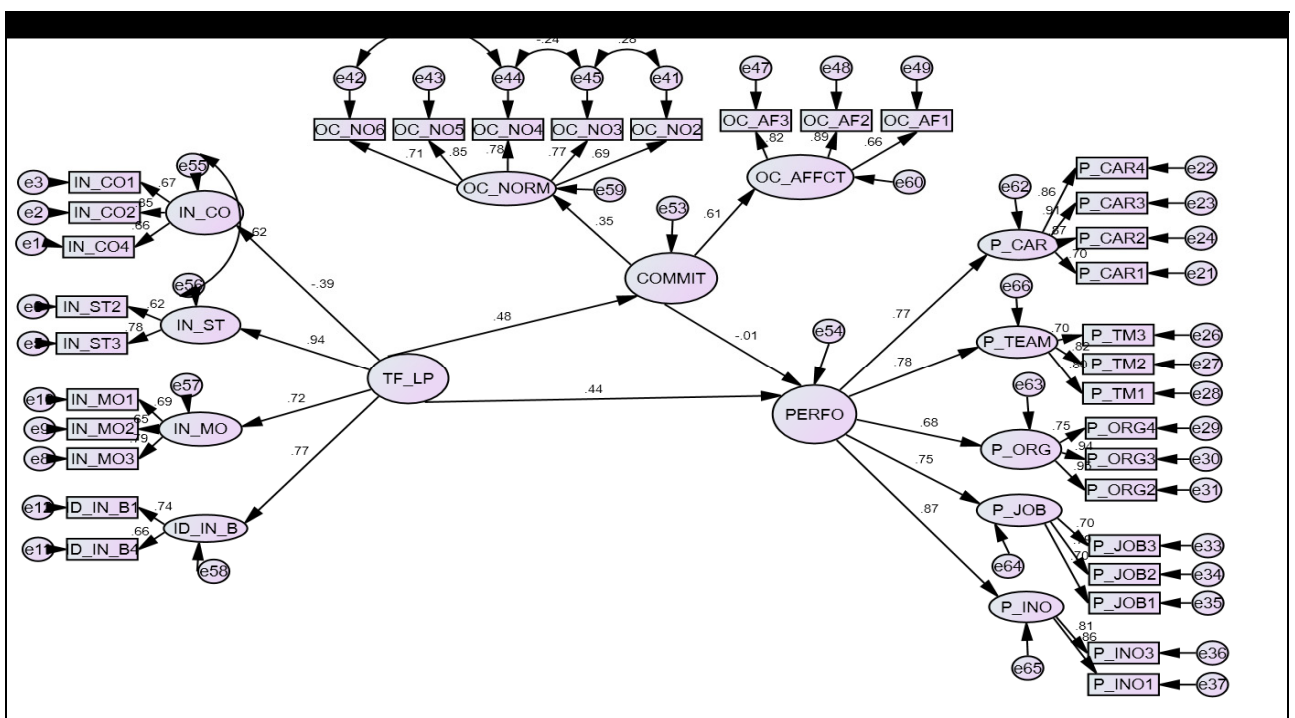 -.24 .28
e42 e43 e44 e45 e41
OC_NO6 OC_NO5 OC_NO4 OC_NO3 OC_NO2
.71 .85 .78 .77 .69
OC_NORM e59
e47 e48 e49
OC_AF3 OC_AF2 OC_AF1
.82 .89 .66
OC_AFFCT e60
.35 .61
e53
COMMIT
e55
e3 IN_CO1 .67
e2 IN_CO2 .85
e1 IN_CO4 .66
IN_CO
.62
-.39
e56
IN_ST2 .62
IN_ST3 .78
IN_ST
.94
.48
TF_LP
e57
IN_MO1 .69
e9 IN_MO2 .65
e8 IN_MO3 .79
IN_MO
.72
.77
D_IN_B1 .74
D_IN_B4 .66
ID_IN_B
e58
.44
-.01
e54
PERFO
e62
P_CAR
.86 P_CAR4 e22
.91 P_CAR3 e23
.87 P_CAR2 e24
.70 P_CAR1 e21
.77
e66
P_TEAM
.70 P_TM3 e26
.82 P_TM2 e27
P_TM1 e28
.78
e63
P_ORG
.75 P_ORG4 e29
.94 P_ORG3 e30
P_ORG2 e31
.68
.75
P_JOB
e64
.70 P_JOB3 e33
P_JOB2 e34
.70 P_JOB1 e35
.87
P_INO
e65
.81 P_INO3 e36
.86 P_INO1 e37